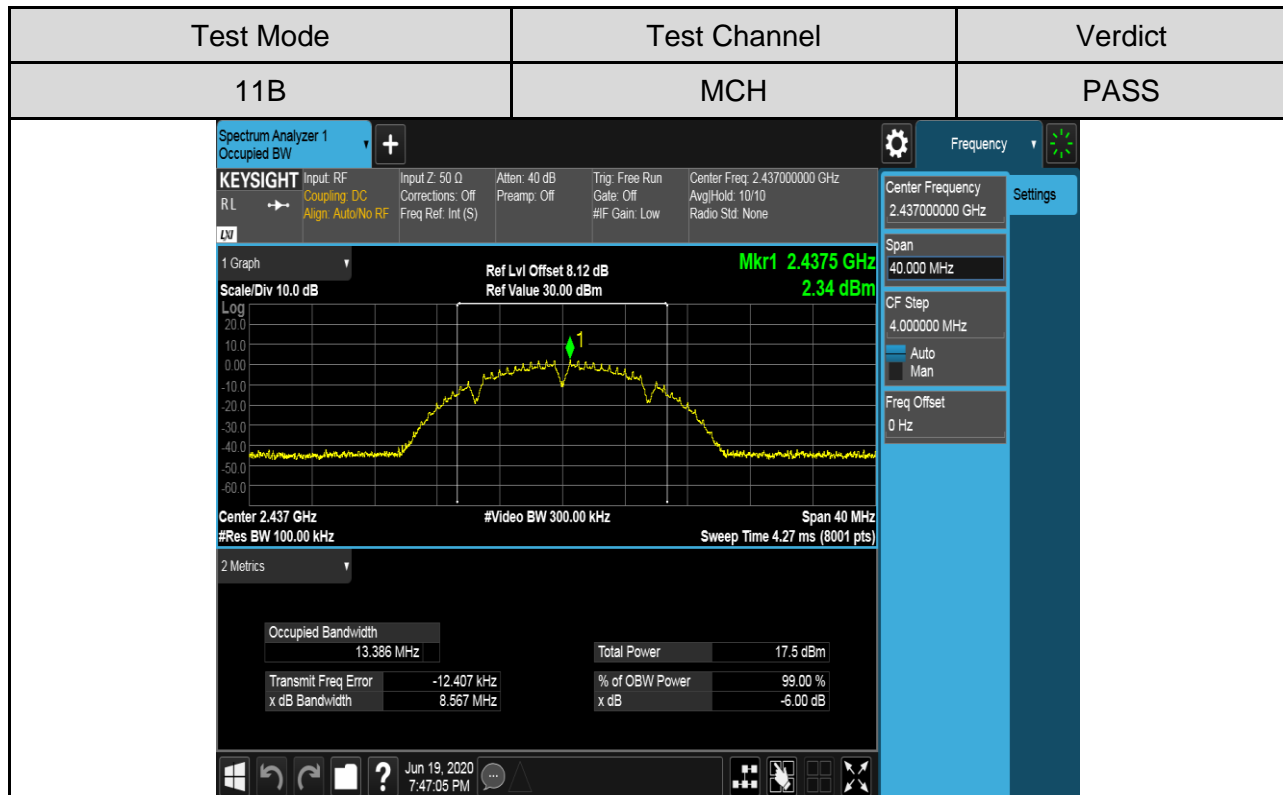 Test Mode Test Channel Verdict
11B MCH PASS
Spectrum Analyzer 1
Occupied BW
+
Frequency
KEYSIGHT
R L
LXI
Input: RF
Coupling: DC
Align: Auto/No RF
Input Z: 50 Ω
Corrections: Off
Freq Ref: Int (S)
Atten: 40 dB
Preamp: Off
Trig: Free Run
Gate: Off
#IF Gain: Low
Center Freq: 2.437000000 GHz
Avg|Hold: 10/10
Radio Std: None
Center Frequency
2.437000000 GHz
Settings
Span
40.000 MHz
CF Step
4.000000 MHz
Auto
Man
Freq Offset
0 Hz
1 Graph
Scale/Div 10.0 dB
Ref Lvl Offset 8.12 dB
Ref Value 30.00 dBm
Mkr1 2.4375 GHz
2.34 dBm
Log
20.0
10.0
0.00
-10.0
-20.0
-30.0
-40.0
-50.0
-60.0
1
Center 2.437 GHz #Video BW 300.00 kHz Span 40 MHz
#Res BW 100.00 kHz Sweep Time 4.27 ms (8001 pts)
2 Metrics
Occupied Bandwidth
13.386 MHz
Total Power 17.5 dBm
Transmit Freq Error -12.407 kHz
% of OBW Power 99.00 %
x dB Bandwidth 8.567 MHz
x dB -6.00 dB
?
Jun 19, 2020
7:47:05 PM